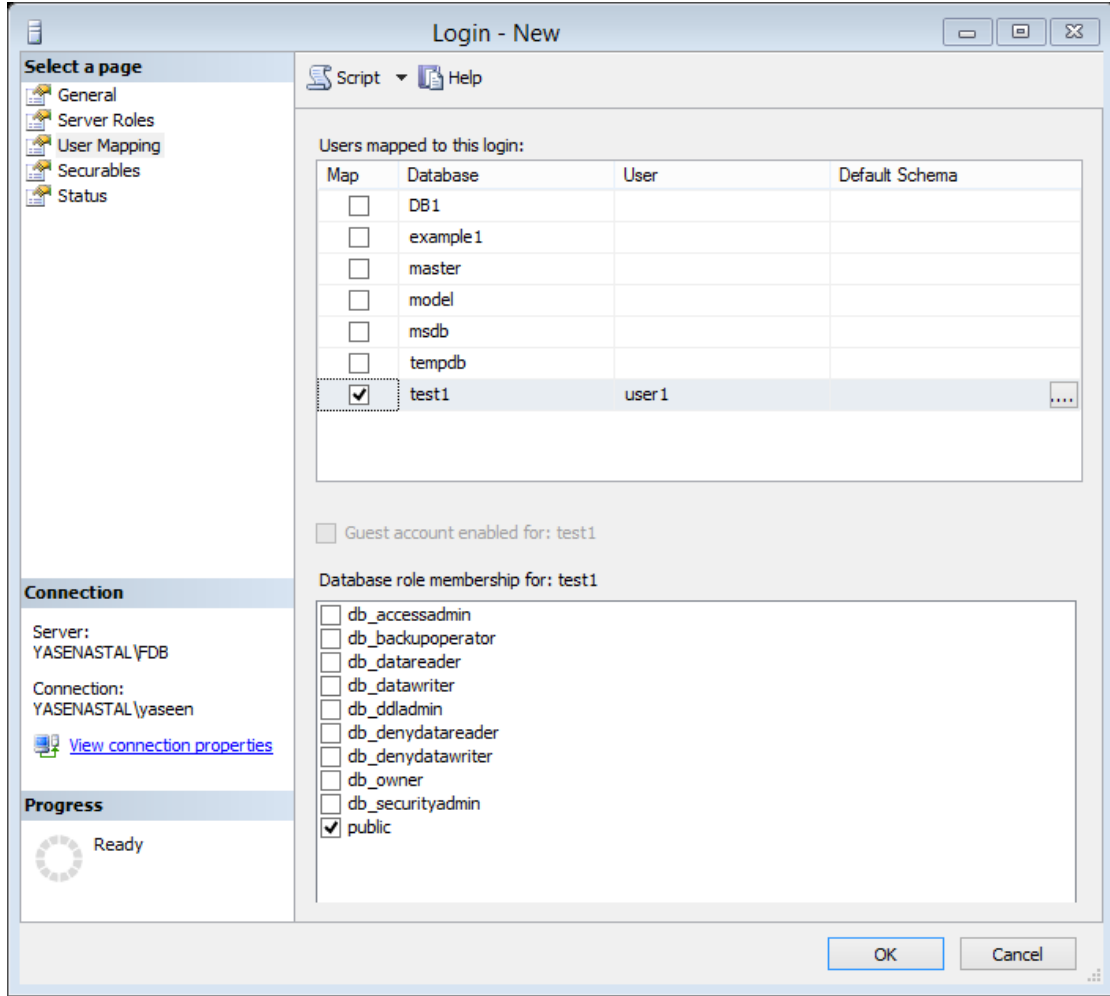 Login - New
Select a page
General
Server Roles
User Mapping
Securables
Status
Script Help
Users mapped to this login:
Map Database User Default Schema
DB1
example1
master
model
msdb
tempdb
test1 user1 ....
Guest account enabled for: test1
Database role membership for: test1
db_accessadmin
db_backupoperator
db_datareader
db_datawriter
db_ddladmin
db_denydatareader
db_denydatawriter
db_owner
db_securityadmin
public
Connection
Server:
YASENASTAL\FDB
Connection:
YASENASTAL\yaseen
View connection properties
Progress
Ready
OK Cancel